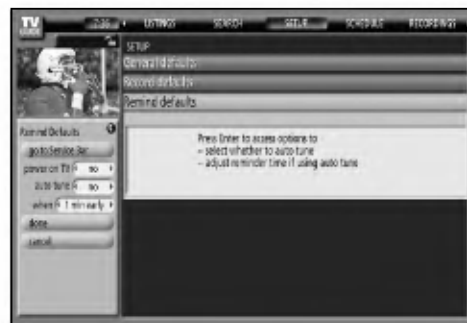 TV GUIDE
LISTINGS SEARCH SETUP SCHEDULE RECORDINGS
SETUP
General defaults
Record defaults
Remind defaults
Remind Defaults
go to Service Bar
power on TV no
auto tune no
when 1 min early
done
cancel
Press Enter to access options to
- select whether to auto tune
- adjust reminder time if using auto tune